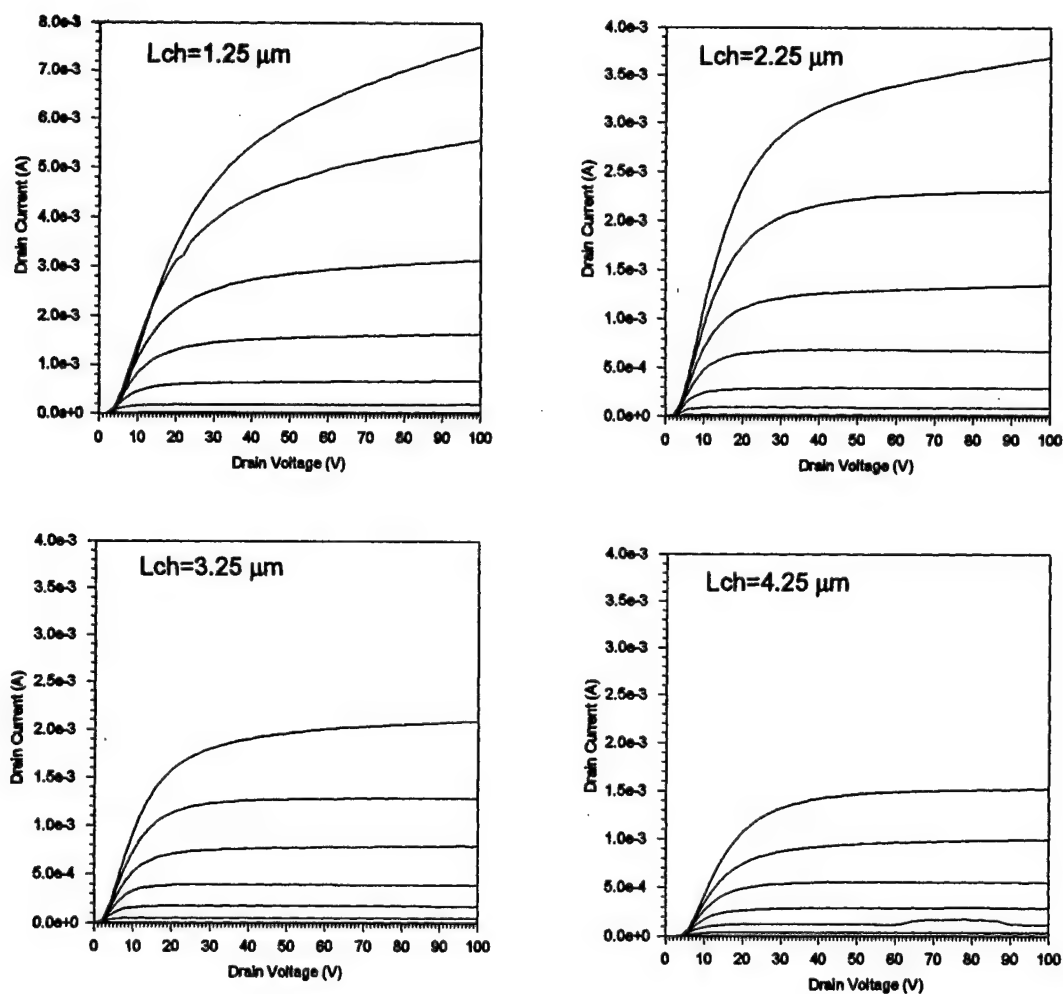 Lch=1.25 μm
8.0e-3
7.0e-3
6.0e-3
5.0e-3
4.0e-3
3.0e-3
2.0e-3
1.0e-3
0.0e+0
Drain Current (A)
0 10 20 30 40 50 60 70 80 90 100
Drain Voltage (V)
Lch=2.25 μm
4.0e-3
3.5e-3
3.0e-3
2.5e-3
2.0e-3
1.5e-3
1.0e-3
5.0e-4
0.0e+0
Drain Current (A)
0 10 20 30 40 50 60 70 80 90 100
Drain Voltage (V)
Lch=3.25 μm
4.0e-3
3.5e-3
3.0e-3
2.5e-3
2.0e-3
1.5e-3
1.0e-3
5.0e-4
0.0e+0
Drain Current (A)
0 10 20 30 40 50 60 70 80 90 100
Drain Voltage (V)
Lch=4.25 μm
4.0e-3
3.5e-3
3.0e-3
2.5e-3
2.0e-3
1.5e-3
1.0e-3
5.0e-4
0.0e+0
Drain Current (A)
0 10 20 30 40 50 60 70 80 90 100
Drain Voltage (V)